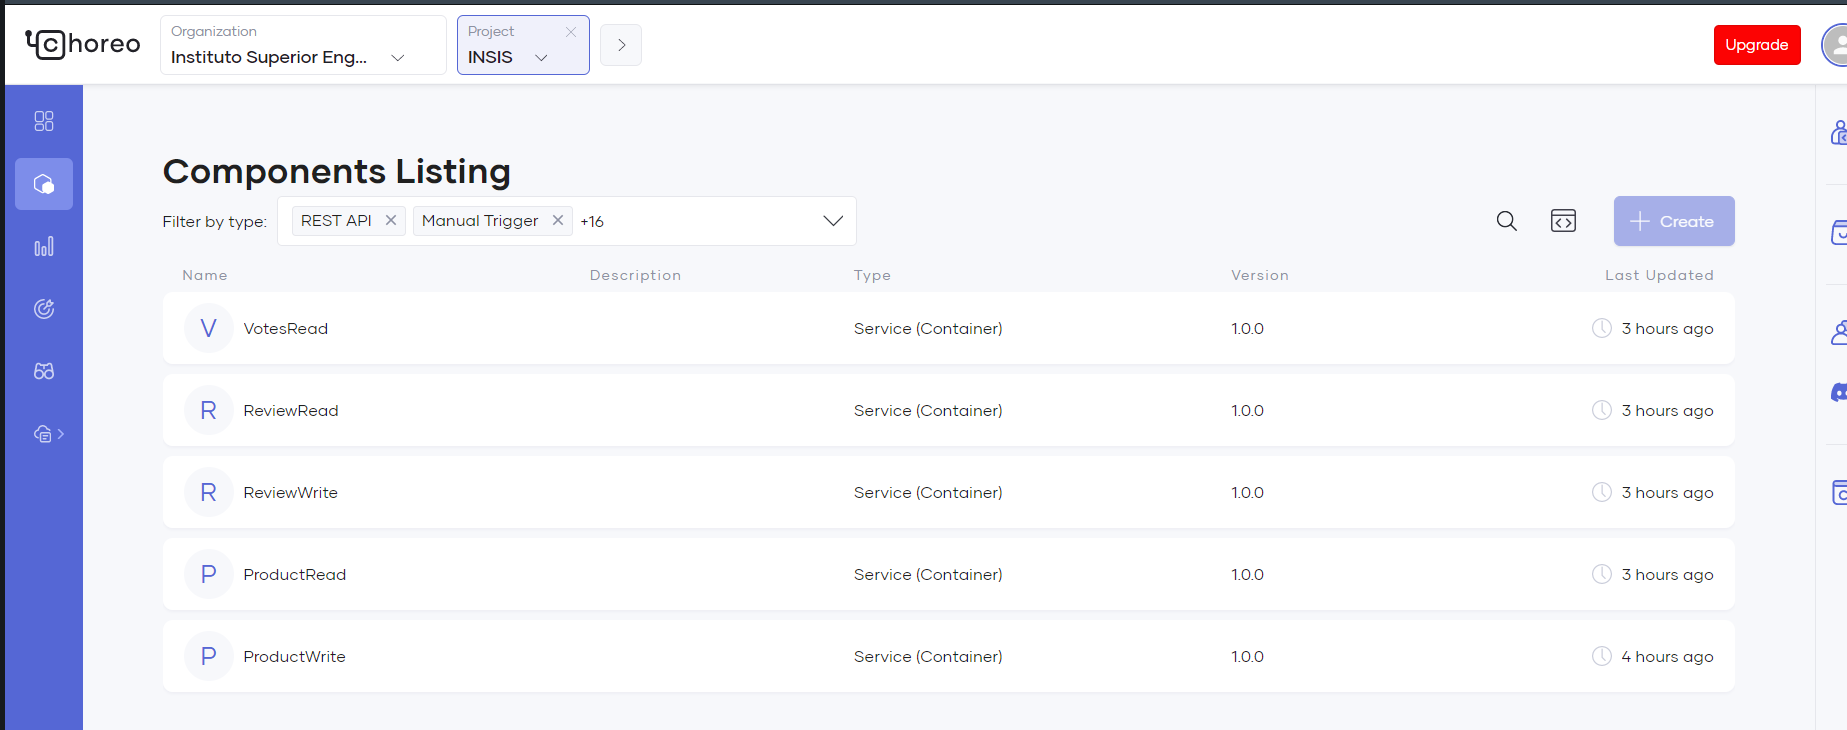 choreo
Organization
Instituto Superior Eng...
Project
INSIS
Upgrade
Components Listing
Filter by type: REST API Manual Trigger +16
Create
Name Description Type Version Last Updated
V VotesRead Service (Container) 1.0.0 3 hours ago
R ReviewRead Service (Container) 1.0.0 3 hours ago
R ReviewWrite Service (Container) 1.0.0 3 hours ago
P ProductRead Service (Container) 1.0.0 3 hours ago
P ProductWrite Service (Container) 1.0.0 4 hours ago